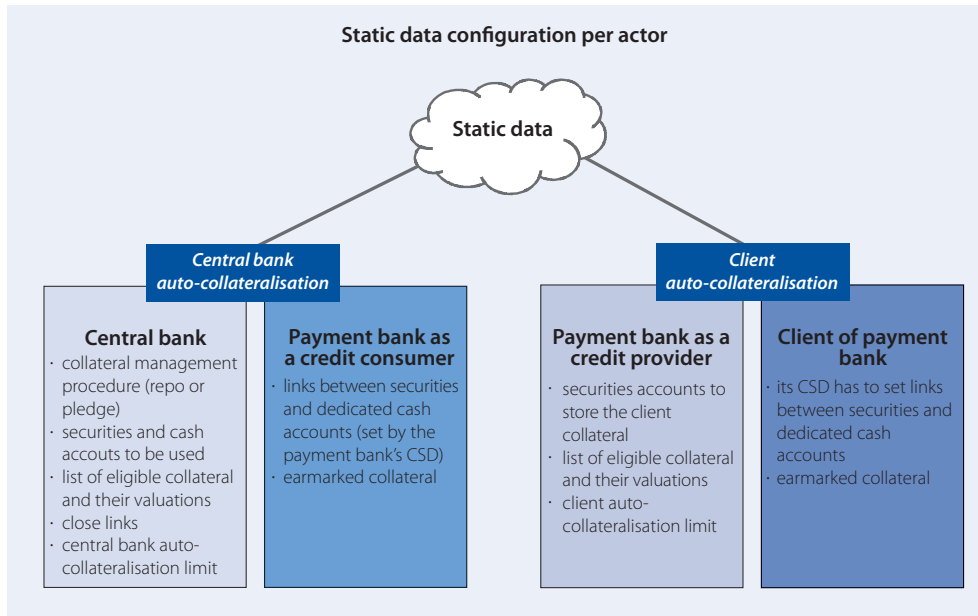 Static data configuration per actor
Static data
Central bank
auto-collateralisation
Central bank
· collateral management
procedure (repo or
pledge)
· securities and cash
accouts to be used
· list of eligible collateral
and their valuations
· close links
· central bank auto-
collateralisation limit
Payment bank as
a credit consumer
· links between securities
and dedicated cash
accounts (set by the
payment bank's CSD)
· earmarked collateral
Client
auto-collateralisation
Payment bank as
a credit provider
· securities accounts to
store the client
collateral
· list of eligible collateral
and their valuations
· client auto-
collateralisation limit
Client of payment
bank
· its CSD has to set links
between securities and
dedicated cash
accounts
· earmarked collateral